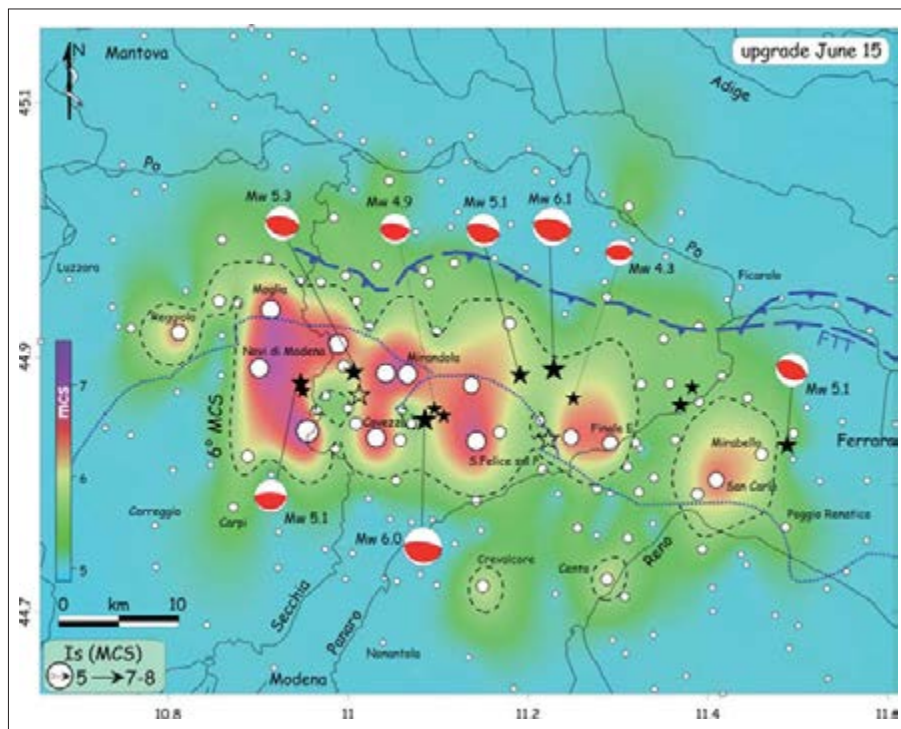 N
Mantova
upgrade June 15
Adige
45.1
Po
Mw 5.3
Mw 4.9
Mw 5.1
Mw 6.1
Mw 4.3
Po
Luzzara
Ficarolo
Moglia
Reggiolo
FTT
44.9
Novi di Modena
Mirandola
Mw 5.1
mcs
7
6
5
6° MCS
Cavezzo
Finale E.
Mirabello
Ferrara
S.Felice sul P.
San Carlo
Correggio
Carpi
Mw 5.1
Poggio Renatico
Mw 6.0
Crevalcore
Cento
Reno
0 km 10
Secchia
Panaro
44.7
Is (MCS)
5 7-8
Nonantola
Modena
10.8
11
11.2
11.4
11.6